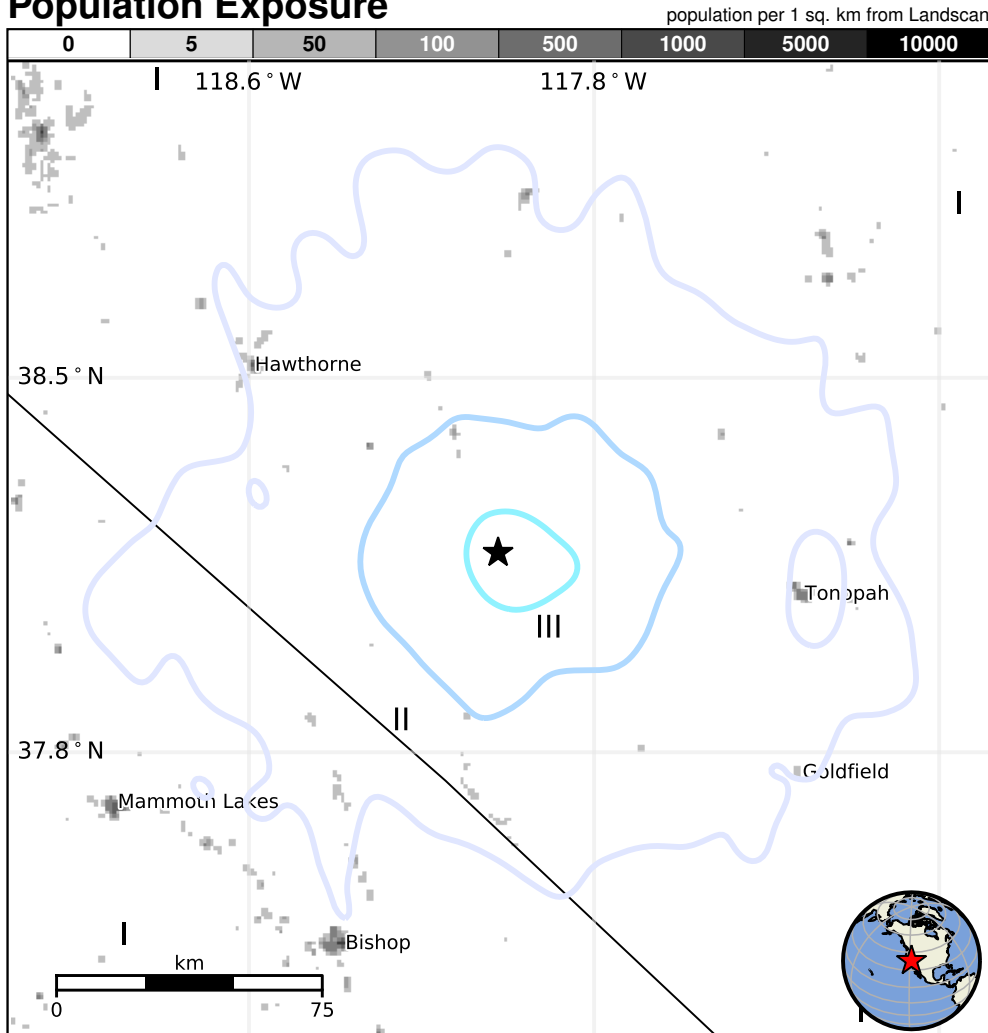 Population Exposure
population per 1 sq. km from Landscan
0 5 50 100 500 1000 5000 10000
I 118.6°W 117.8°W
I
Hawthorne
38.5°N
Tonopah
III
II
37.8°N
Goldfield
Mammoth Lakes
I
Bishop
km
0 75
I